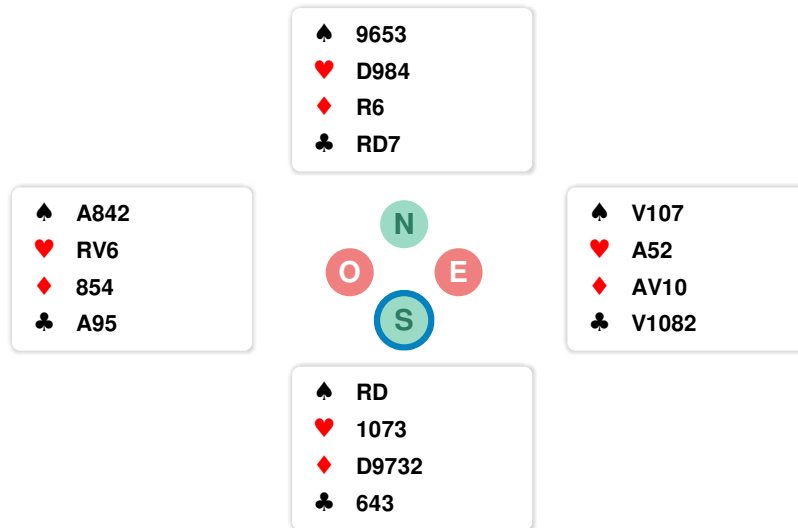 ♠ 9653
♥ D984
♦ R6
♣ RD7
♠ A842
♥ RV6
♦ 854
♣ A95
N
O E
S
♠ V107
♥ A52
♦ AV10
♣ V1082
♠ RD
♥ 1073
♦ D9732
♣ 643